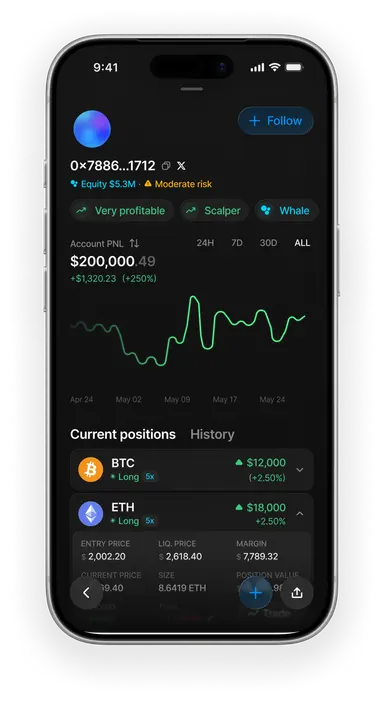 9:41
Follow
0x7886...1712
Equity $5.3M · Moderate risk
Very profitable Scalper Whale
Account PNL 24H 7D 30D ALL
$200,000.49
+$1,320.23 (+250%)
Apr 24 May 02 May 09 May 17 May 24
Current positions History
BTC $12,000
Long 5x (+2.50%)
ETH $18,000
Long 5x +2.50%
ENTRY PRICE LIQ. PRICE MARGIN
$ 2,002.20 $ 2,618.40 $ 7,789.32
CURRENT PRICE SIZE POSITION VALUE
8.6419 ETH
Trade